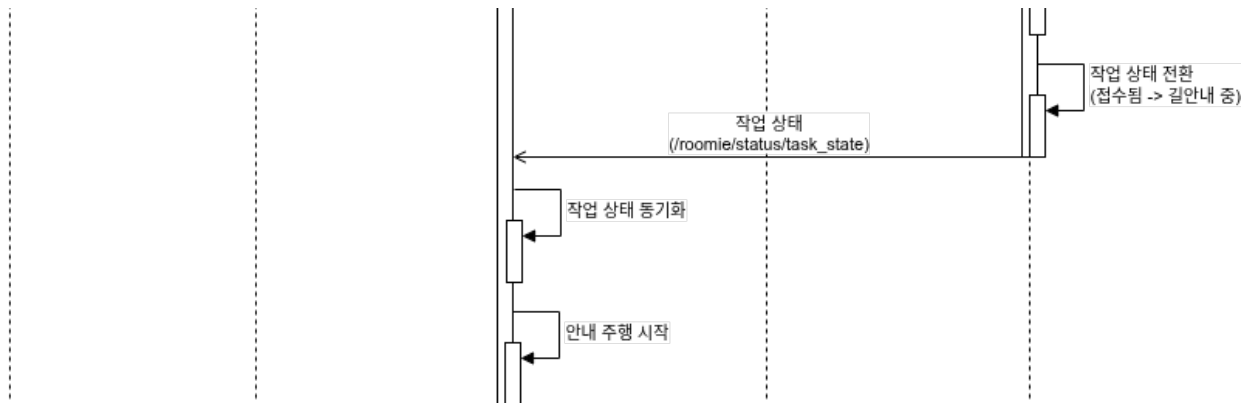 작업 상태 전환
(접수됨 -> 길안내 중)
작업 상태
(/roomie/status/task_state)
작업 상태 동기화
안내 주행 시작